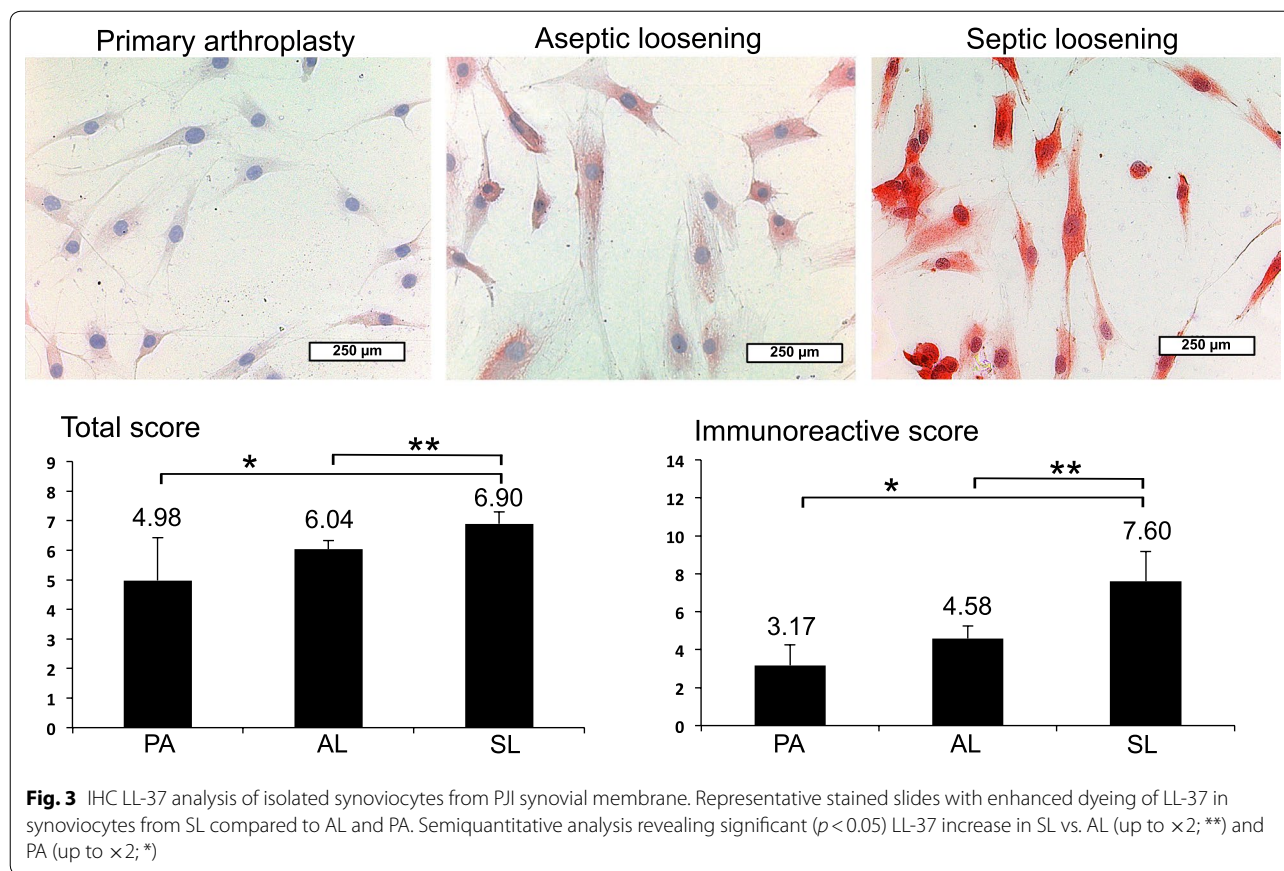 Primary arthroplasty
Aseptic loosening
Septic loosening
250 µm
250 µm
250 µm
Total score
9
8
7
6
5
4
3
2
1
0
*
**
4.98
6.04
6.90
PA
AL
SL
Immunoreactive score
14
12
10
8
6
4
2
0
*
**
3.17
4.58
7.60
PA
AL
SL
Fig. 3 IHC LL-37 analysis of isolated synoviocytes from PJI synovial membrane. Representative stained slides with enhanced dyeing of LL-37 in
synoviocytes from SL compared to AL and PA. Semiquantitative analysis revealing significant (p < 0.05) LL-37 increase in SL vs. AL (up to ×2; **) and
PA (up to ×2; *)